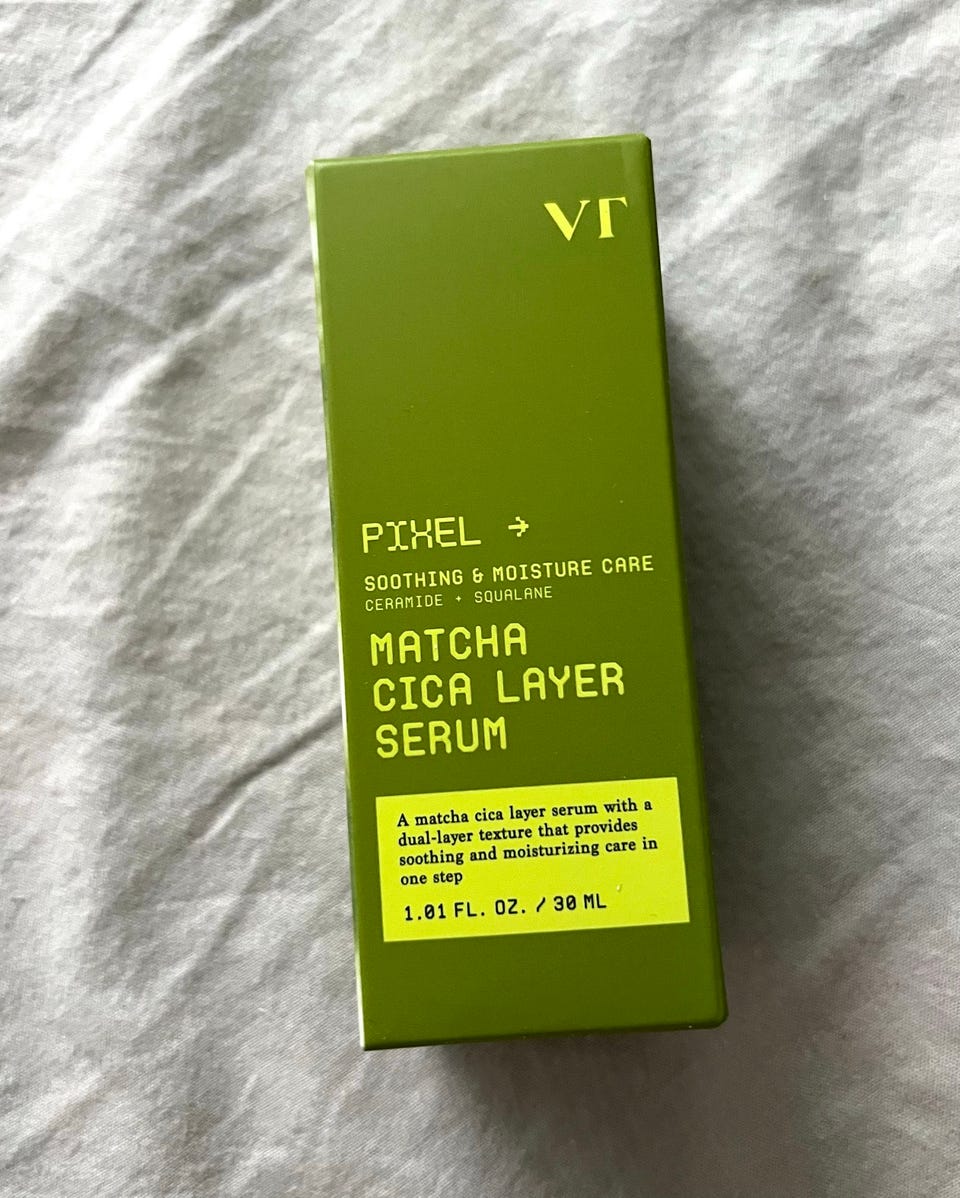 VT
PIXEL →
SOOTHING & MOISTURE CARE
CERAMIDE + SQUALANE
MATCHA
CICA LAYER
SERUM
A matcha cica layer serum with a
dual-layer texture that provides
soothing and moisturizing care in
one step
1.01 FL. OZ. / 30 ML